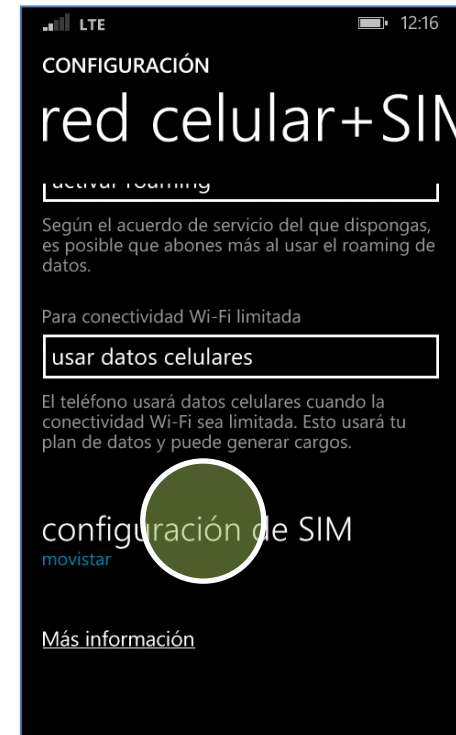 LTE 12:16
CONFIGURACIÓN
red celular+SIM
activar roaming
Según el acuerdo de servicio del que dispongas,
es posible que abones más al usar el roaming de
datos.
Para conectividad Wi-Fi limitada
usar datos celulares
El teléfono usará datos celulares cuando la
conectividad Wi-Fi sea limitada. Esto usará tu
plan de datos y puede generar cargos.
configuración de SIM
movistar
Más información